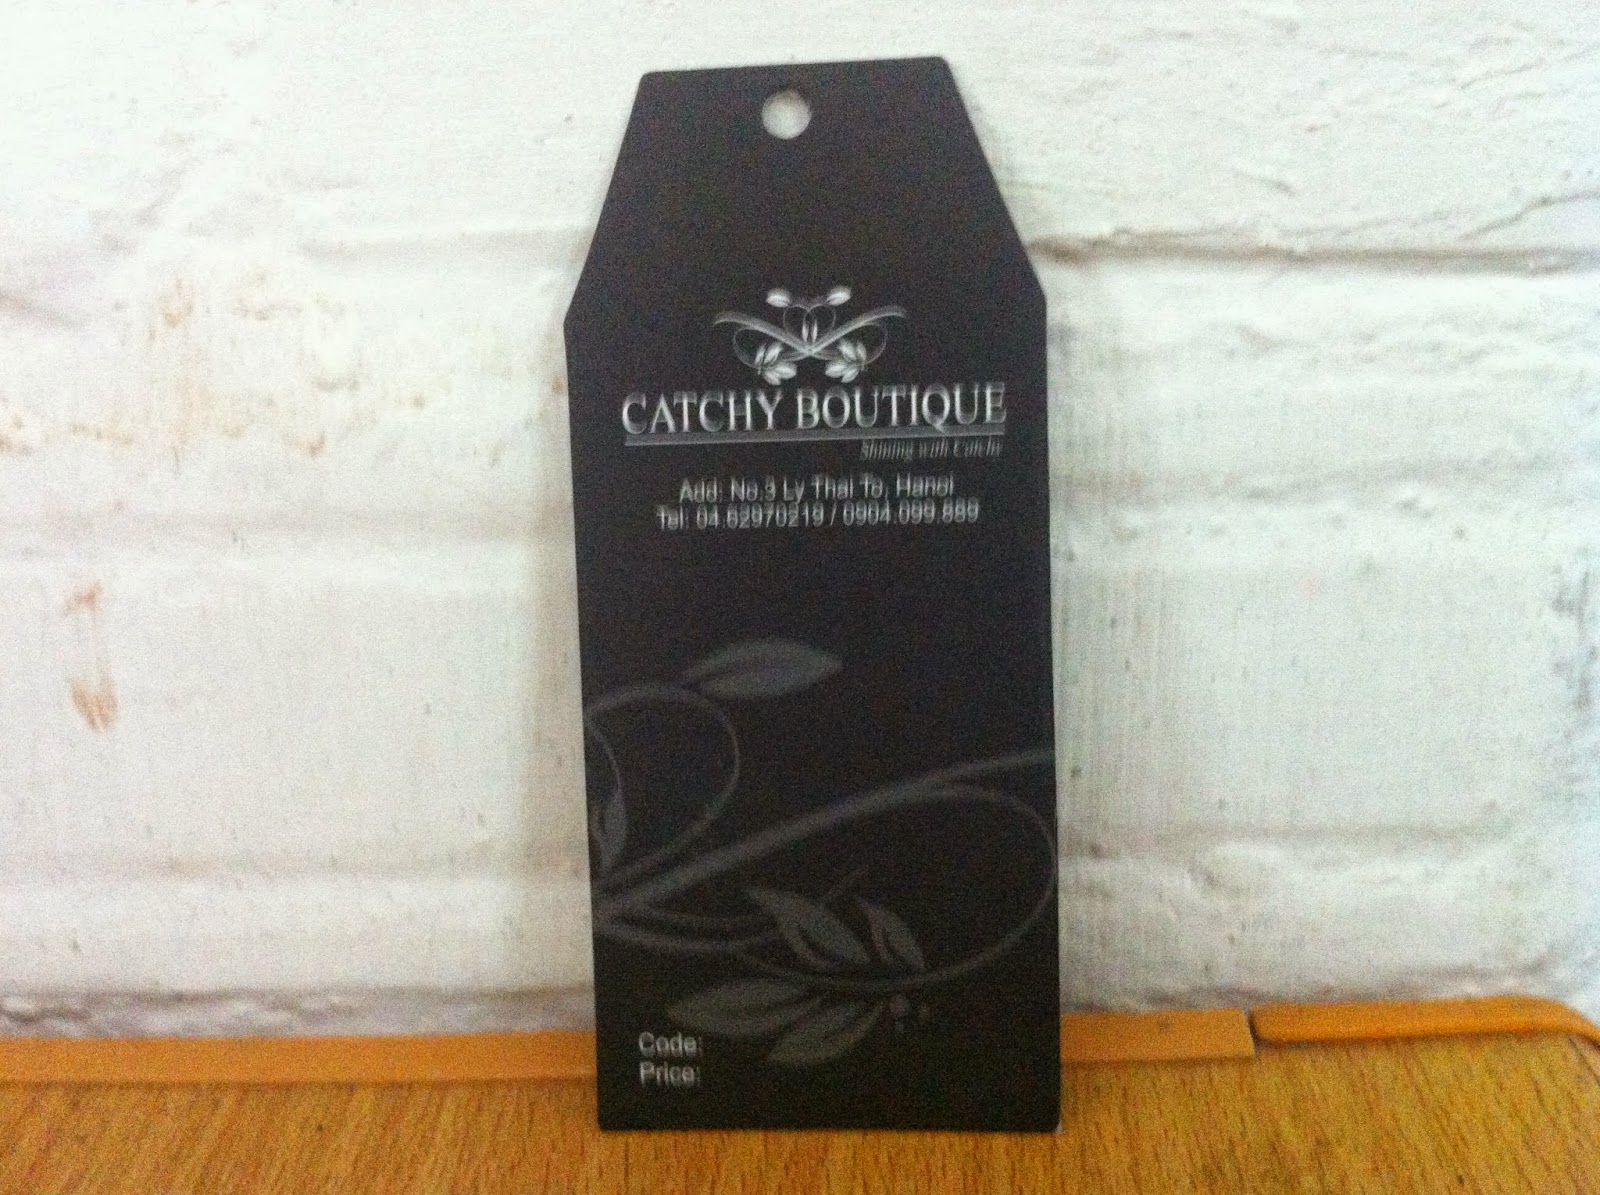 CATCHY BOUTIQUE
Shining with Catchy
Add: No.9 Ly Thai To, Hanoi
Tel: 04.62970219 / 0904.099.889
Code:
Price: